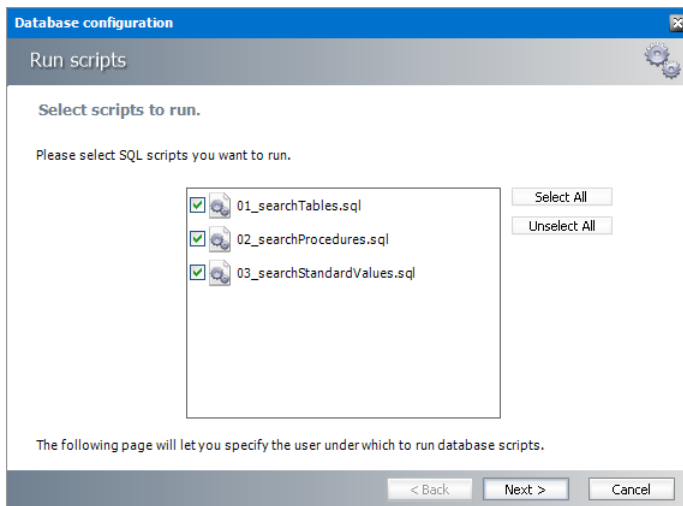 Database configuration
Run scripts
Select scripts to run.
Please select SQL scripts you want to run.
01_searchTables.sql
02_searchProcedures.sql
03_searchStandardValues.sql
Select All
Unselect All
The following page will let you specify the user under which to run database scripts.
< Back
Next >
Cancel